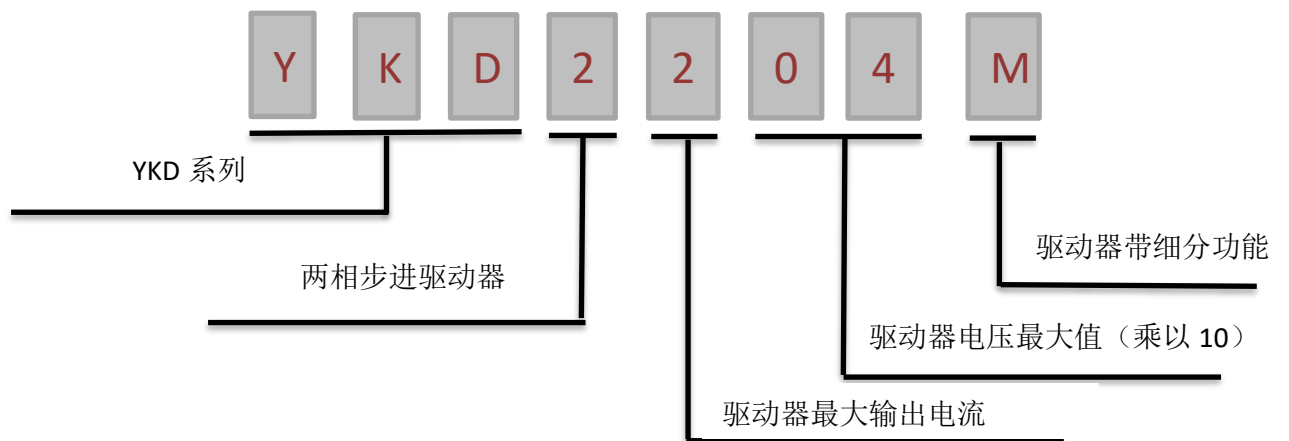 Y K D 2 2 0 4 M
YKD 系列
驱动器带细分功能
两相步进驱动器
驱动器电压最大值（乘以 10）
驱动器最大输出电流